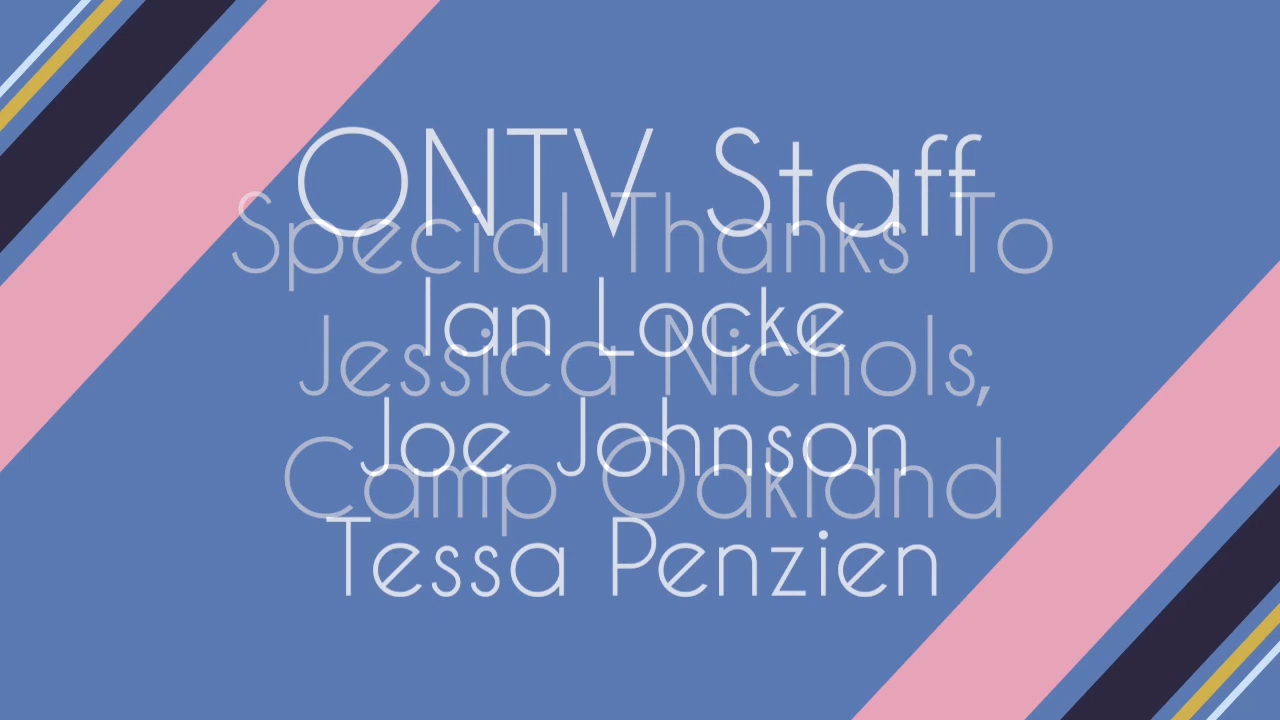 ONTV Staff
Special Thanks To
Ian Locke
Jessica Nichols,
Joe Johnson
Camp Oakland
Tessa Penzien